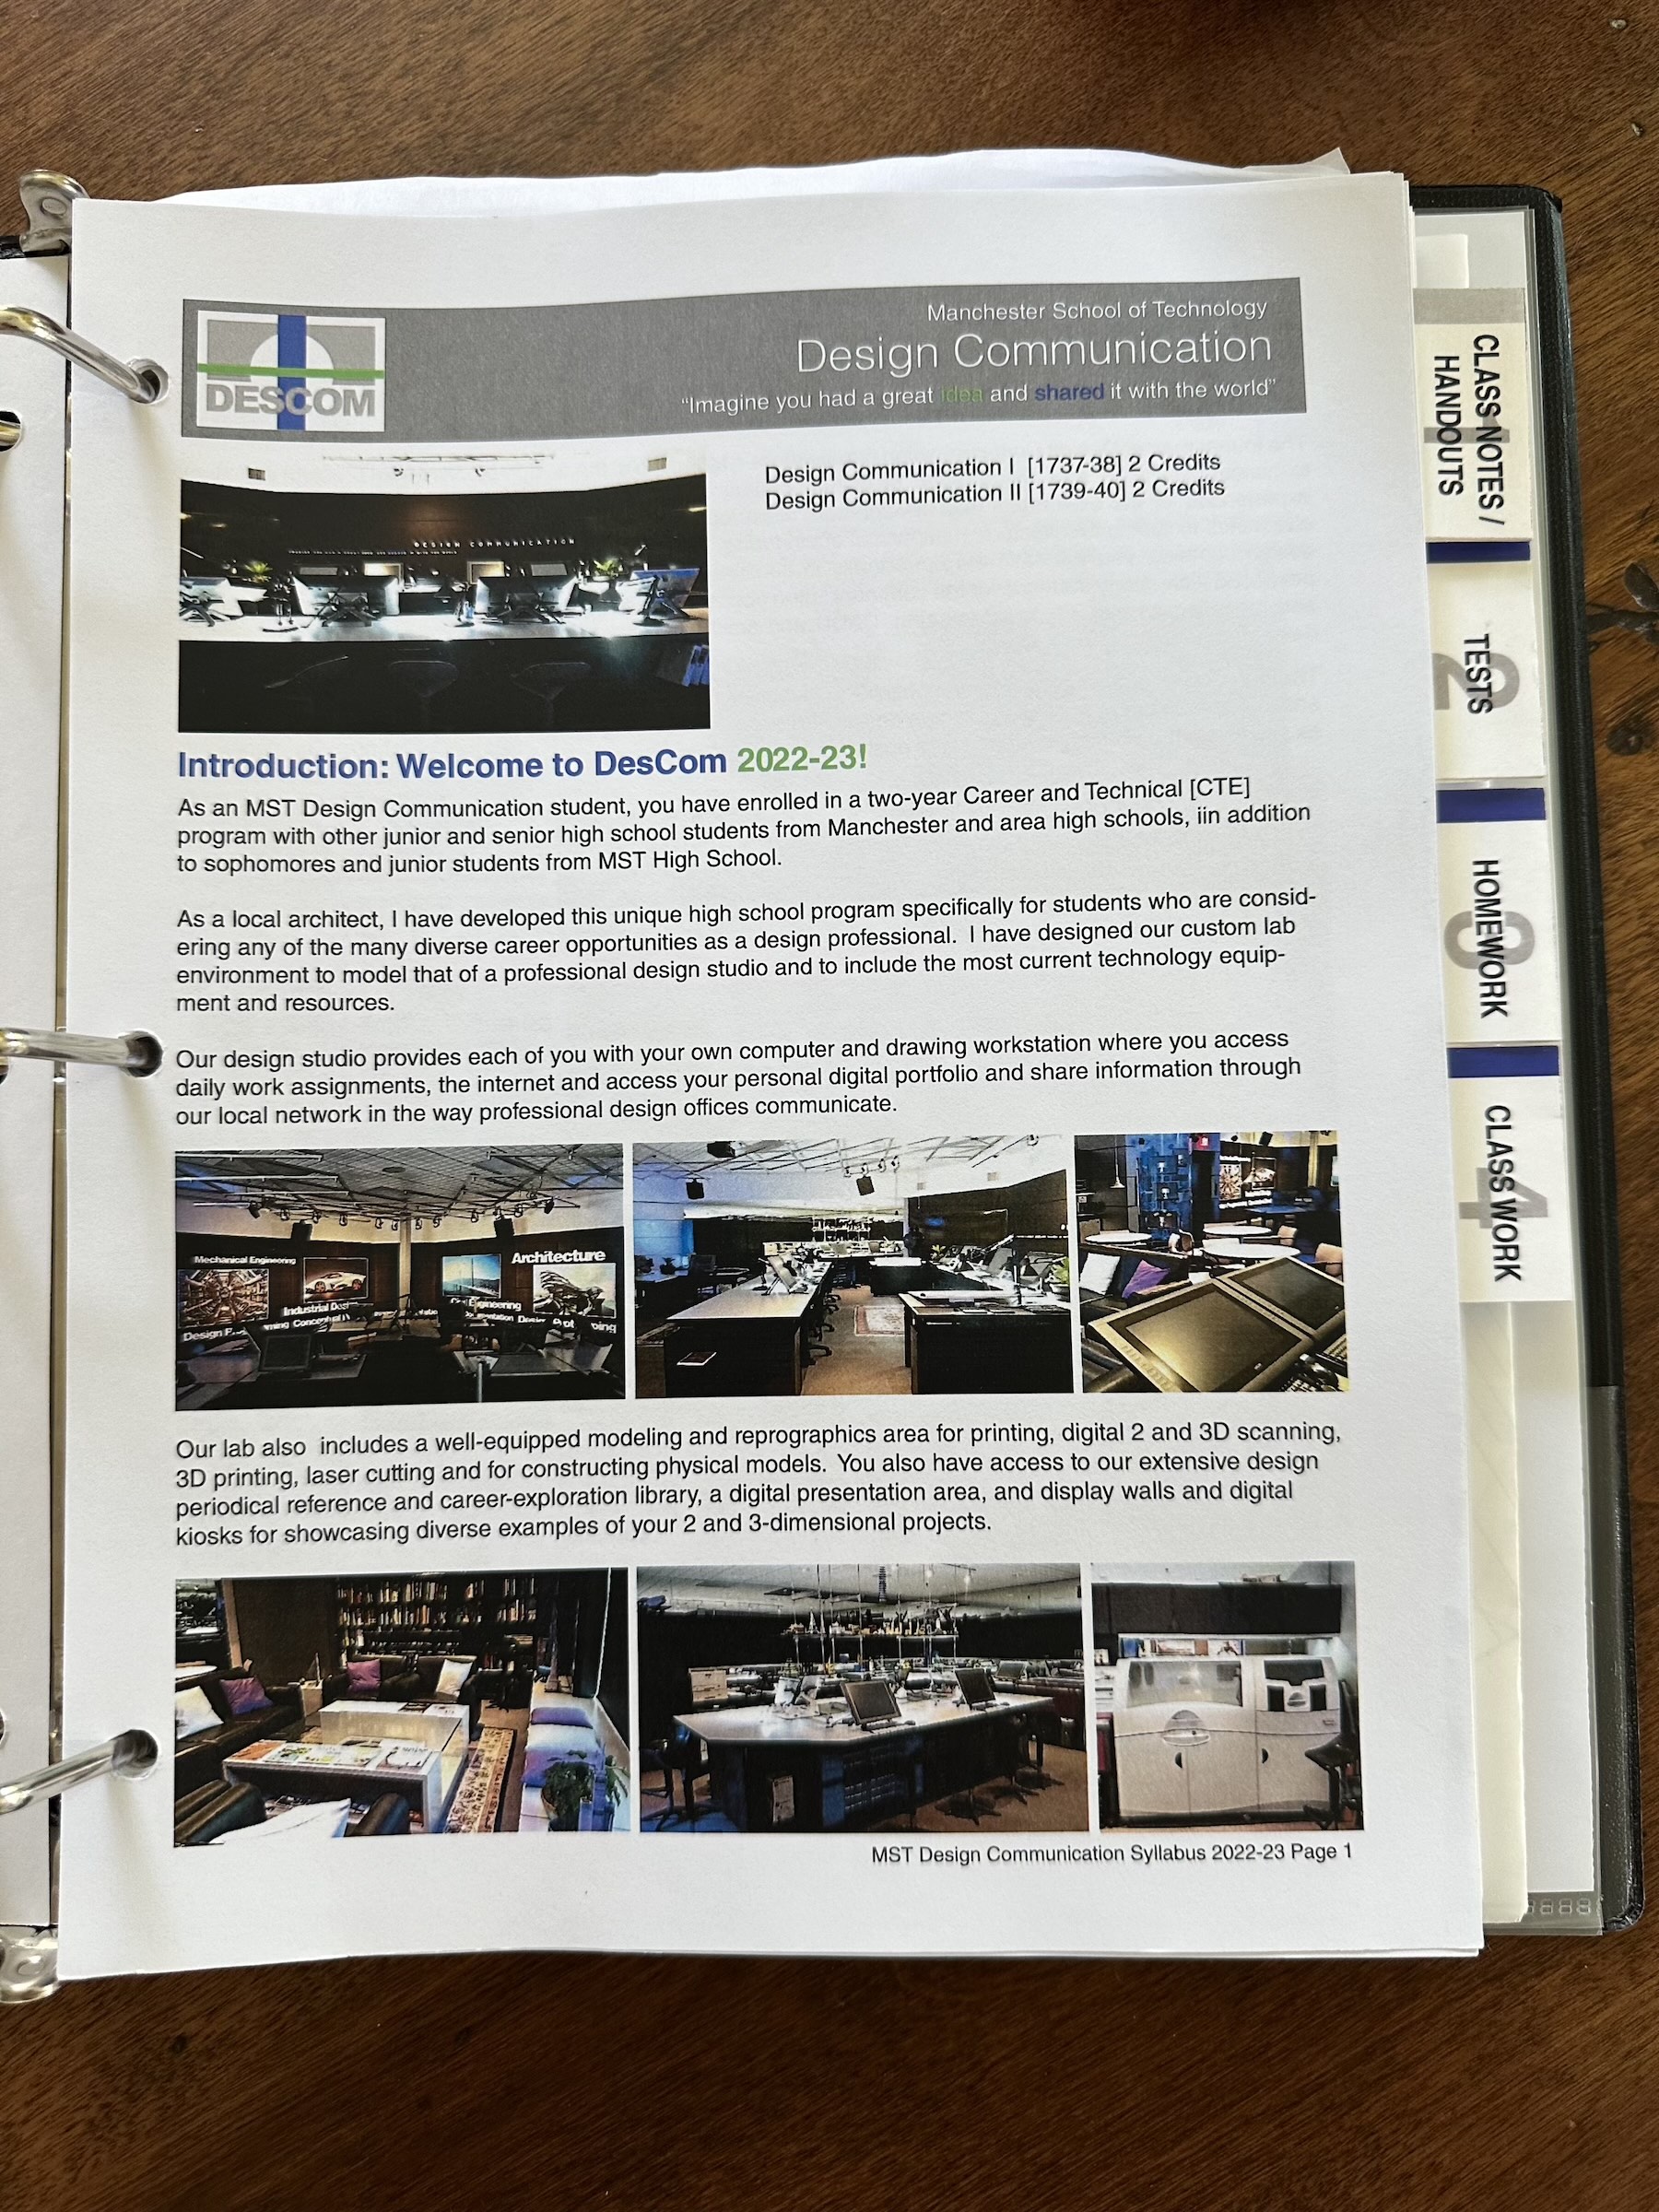 Manchester School of Technology
Design Communication
"Imagine you had a great idea and shared it with the world"
DESCOM
Design Communication I [1737-38] 2 Credits
Design Communication II [1739-40] 2 Credits
DESIGN COMMUNICATION
Introduction: Welcome to DesCom 2022-23!
As an MST Design Communication student, you have enrolled in a two-year Career and Technical [CTE]
program with other junior and senior high school students from Manchester and area high schools, iin addition
to sophomores and junior students from MST High School.
As a local architect, I have developed this unique high school program specifically for students who are consid-
ering any of the many diverse career opportunities as a design professional.  I have designed our custom lab
environment to model that of a professional design studio and to include the most current technology equip-
ment and resources.
Our design studio provides each of you with your own computer and drawing workstation where you access
daily work assignments, the internet and access your personal digital portfolio and share information through
our local network in the way professional design offices communicate.
Mechanical Engineering
Architecture
Industrial
Engineering
Design
Our lab also  includes a well-equipped modeling and reprographics area for printing, digital 2 and 3D scanning,
3D printing, laser cutting and for constructing physical models.  You also have access to our extensive design
periodical reference and career-exploration library, a digital presentation area, and display walls and digital
kiosks for showcasing diverse examples of your 2 and 3-dimensional projects.
MST Design Communication Syllabus 2022-23 Page 1
CLASS NOTES /
HANDOUTS
1
TESTS
2
HOMEWORK
3
CLASS WORK
4